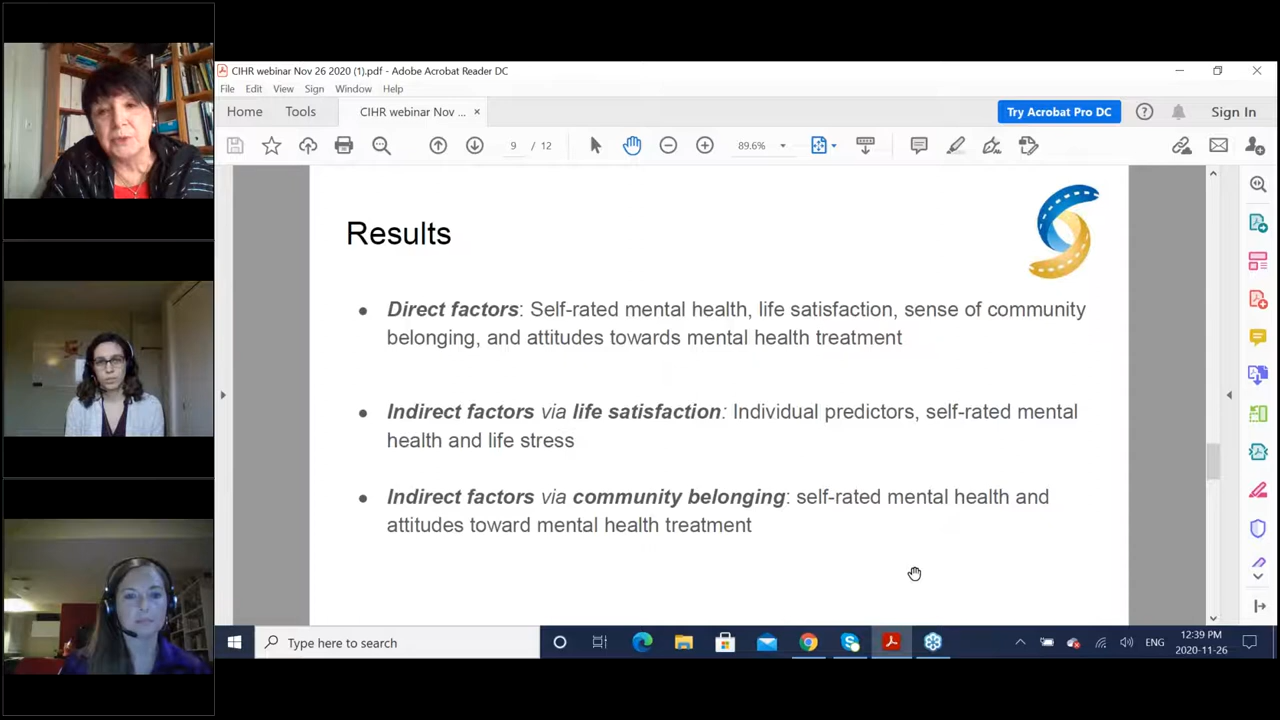 CIHR webinar Nov 26 2020 (1).pdf - Adobe Acrobat Reader DC
File Edit View Sign Window Help
Home Tools CIHR webinar Nov ... × Try Acrobat Pro DC Sign In
9 / 12 89.6%
Results
• Direct factors: Self-rated mental health, life satisfaction, sense of community
belonging, and attitudes towards mental health treatment
• Indirect factors via life satisfaction: Individual predictors, self-rated mental
health and life stress
• Indirect factors via community belonging: self-rated mental health and
attitudes toward mental health treatment
Type here to search
ENG
12:39 PM
2020-11-26